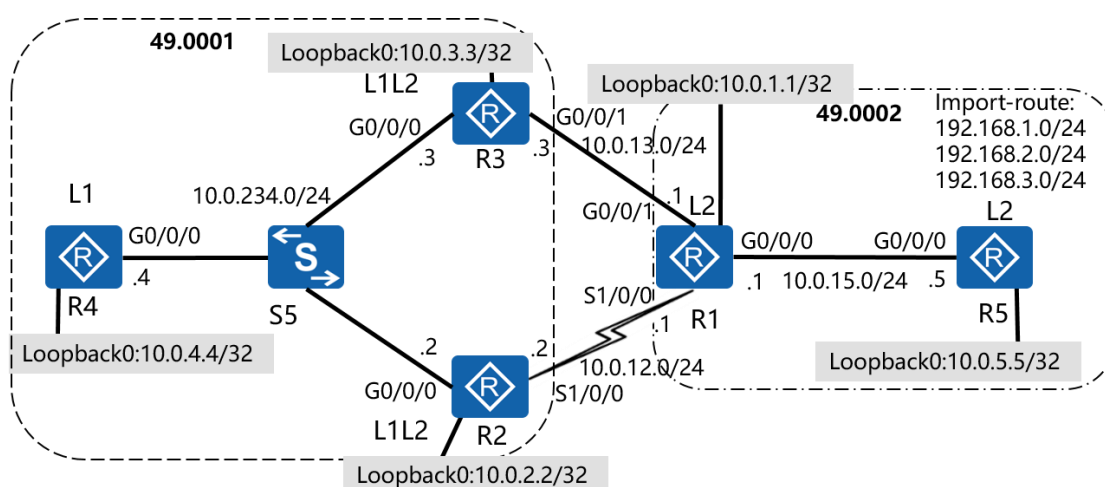 49.0001
Loopback0:10.0.3.3/32
L1L2
G0/0/0
.3
R
R3
G0/0/1
.3
10.0.13.0/24
Loopback0:10.0.1.1/32
49.0002
Import-route:
192.168.1.0/24
192.168.2.0/24
192.168.3.0/24
L1
10.0.234.0/24
G0/0/0
.4
R
R4
Loopback0:10.0.4.4/32
S
S5
.1
G0/0/1
L2
R
R1
G0/0/0
.1
10.0.15.0/24
G0/0/0
.5
L2
R
R5
Loopback0:10.0.5.5/32
S1/0/0
.1
10.0.12.0/24
.2
S1/0/0
.2
G0/0/0
R
L1L2
R2
Loopback0:10.0.2.2/32